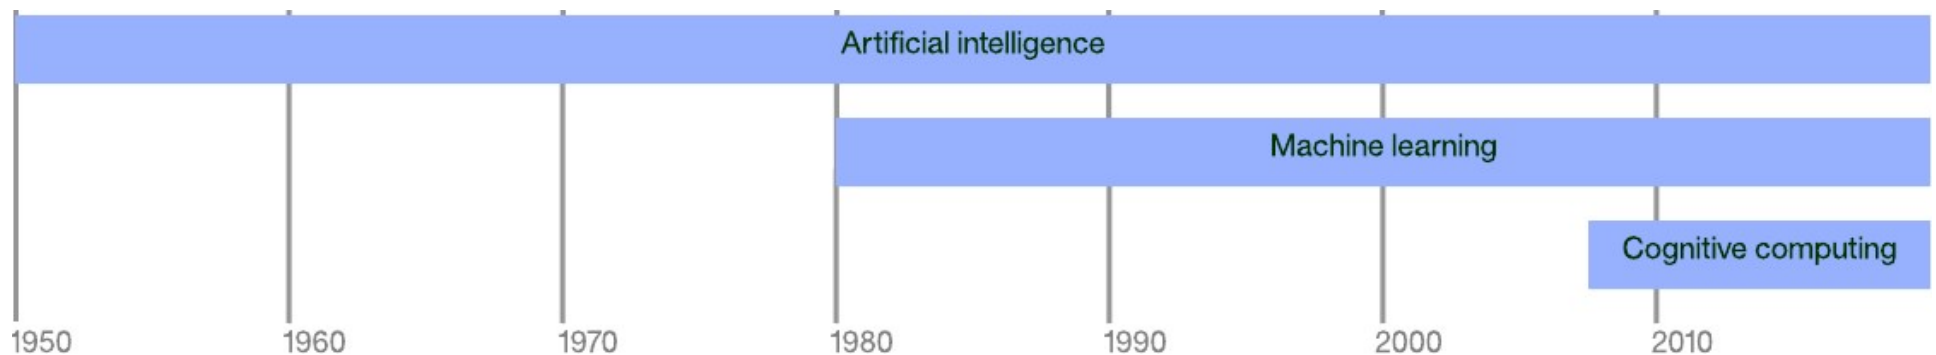 Artificial intelligence
Machine learning
Cognitive computing
1950 1960 1970 1980 1990 2000 2010